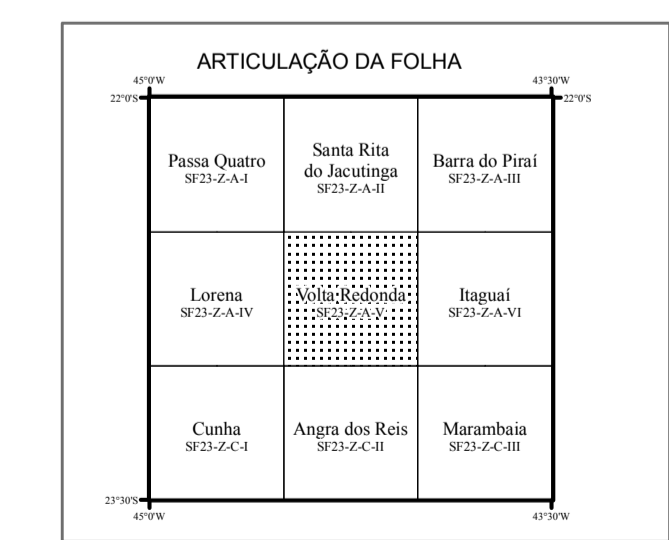 ARTICULAÇÃO DA FOLHA
45°0'W
43°30'W
22°0'S
22°0'S
Passa Quatro
SF23-Z-A-I
Santa Rita
do Jacutinga
SF23-Z-A-II
Barra do Piraí
SF23-Z-A-III
Lorena
SF23-Z-A-IV
Volta Redonda
SF23-Z-A-V
Itaguaí
SF23-Z-A-VI
Cunha
SF23-Z-C-I
Angra dos Reis
SF23-Z-C-II
Marambaia
SF23-Z-C-III
23°30'S
45°0'W
43°30'W